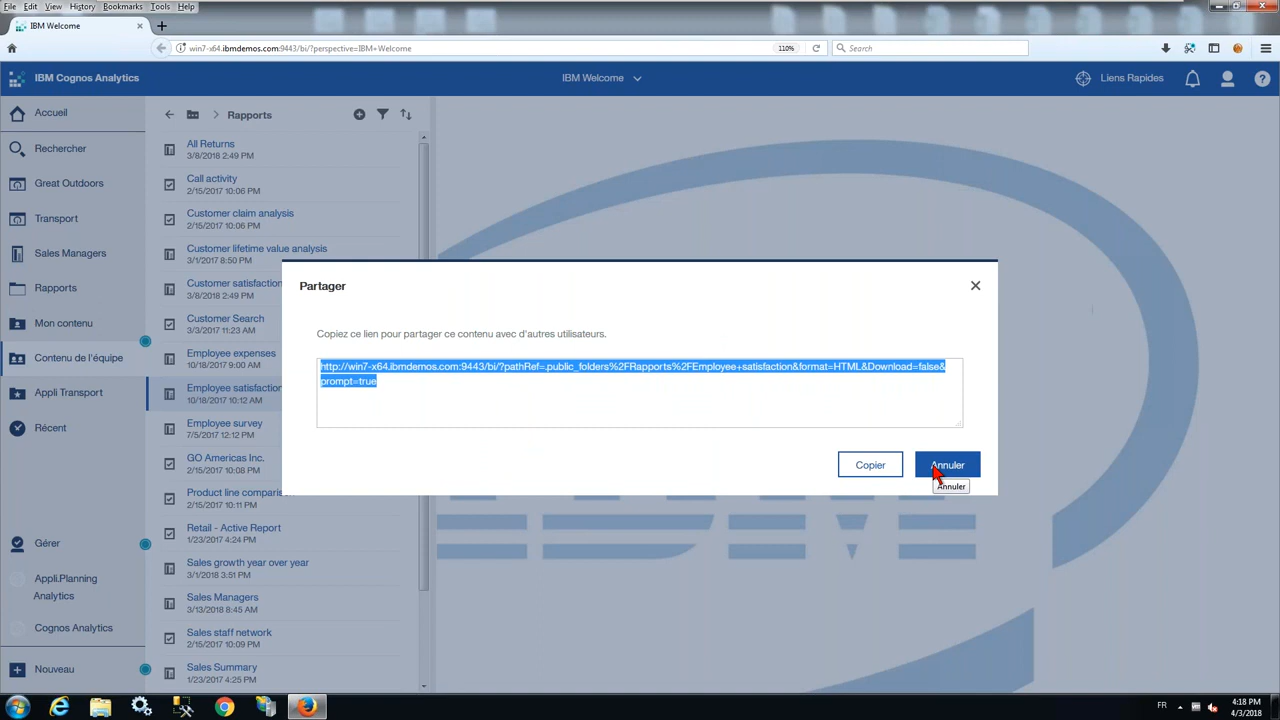 File Edit View History Bookmarks Tools Help
IBM Welcome
win7-x64.ibmdemos.com:9443/bi/?perspective=IBM+Welcome
110%
Search
IBM Cognos Analytics
IBM Welcome
Liens Rapides
Accueil
Rechercher
Great Outdoors
Transport
Sales Managers
Rapports
Mon contenu
Contenu de l'équipe
Appli Transport
Récent
Gérer
Appli.Planning
Analytics
Cognos Analytics
Nouveau
Rapports
All Returns
3/8/2018 2:49 PM
Call activity
2/15/2017 10:06 PM
Customer claim analysis
2/15/2017 10:06 PM
Customer lifetime value analysis
3/1/2017 8:50 PM
Customer satisfaction
3/8/2018 2:49 PM
Customer Search
3/3/2017 11:23 AM
Employee expenses
10/18/2017 9:00 AM
Employee satisfaction
10/18/2017 10:12 AM
Employee survey
7/5/2017 12:12 PM
GO Americas Inc.
2/15/2017 10:08 PM
Product line comparis
2/15/2017 10:11 PM
Retail - Active Report
1/23/2017 4:24 PM
Sales growth year over year
3/1/2018 3:51 PM
Sales Managers
3/13/2018 8:45 AM
Sales staff network
2/15/2017 10:09 PM
Sales Summary
1/23/2017 4:25 PM
Partager
Copiez ce lien pour partager ce contenu avec d'autres utilisateurs.
http://win7-x64.ibmdemos.com:9443/bi/?pathRef=.public_folders%2FRapports%2FEmployee+satisfaction&format=HTML&Download=false&
prompt=true
Copier
Annuler
Annuler
FR
4:18 PM
4/3/2018